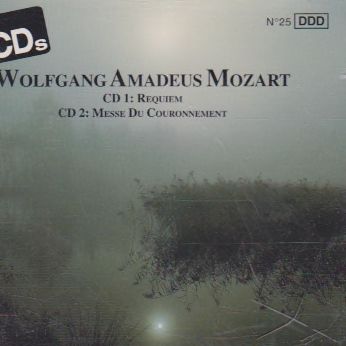 CDs
N°25 DDD
WOLFGANG AMADEUS MOZART
CD 1: REQUIEM
CD 2: MESSE DU COURONNEMENT